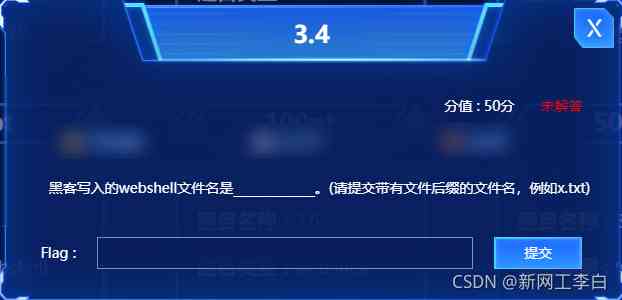 3.4
X
分值 : 50分 未解答
黑客写入的webshell文件名是____________。(请提交带有文件后缀的文件名，例如x.txt)
Flag : 提交
CSDN @新网工李白